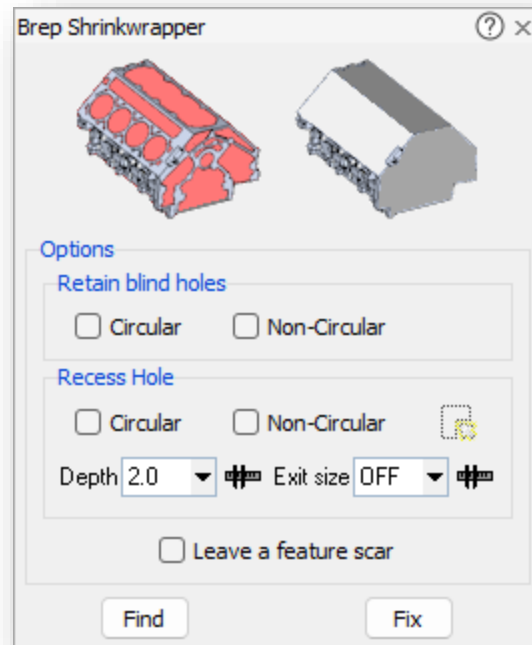 Brep Shrinkwrapper
Options
Retain blind holes
Circular Non-Circular
Recess Hole
Circular Non-Circular
Depth 2.0 Exit size OFF
Leave a feature scar
Find Fix